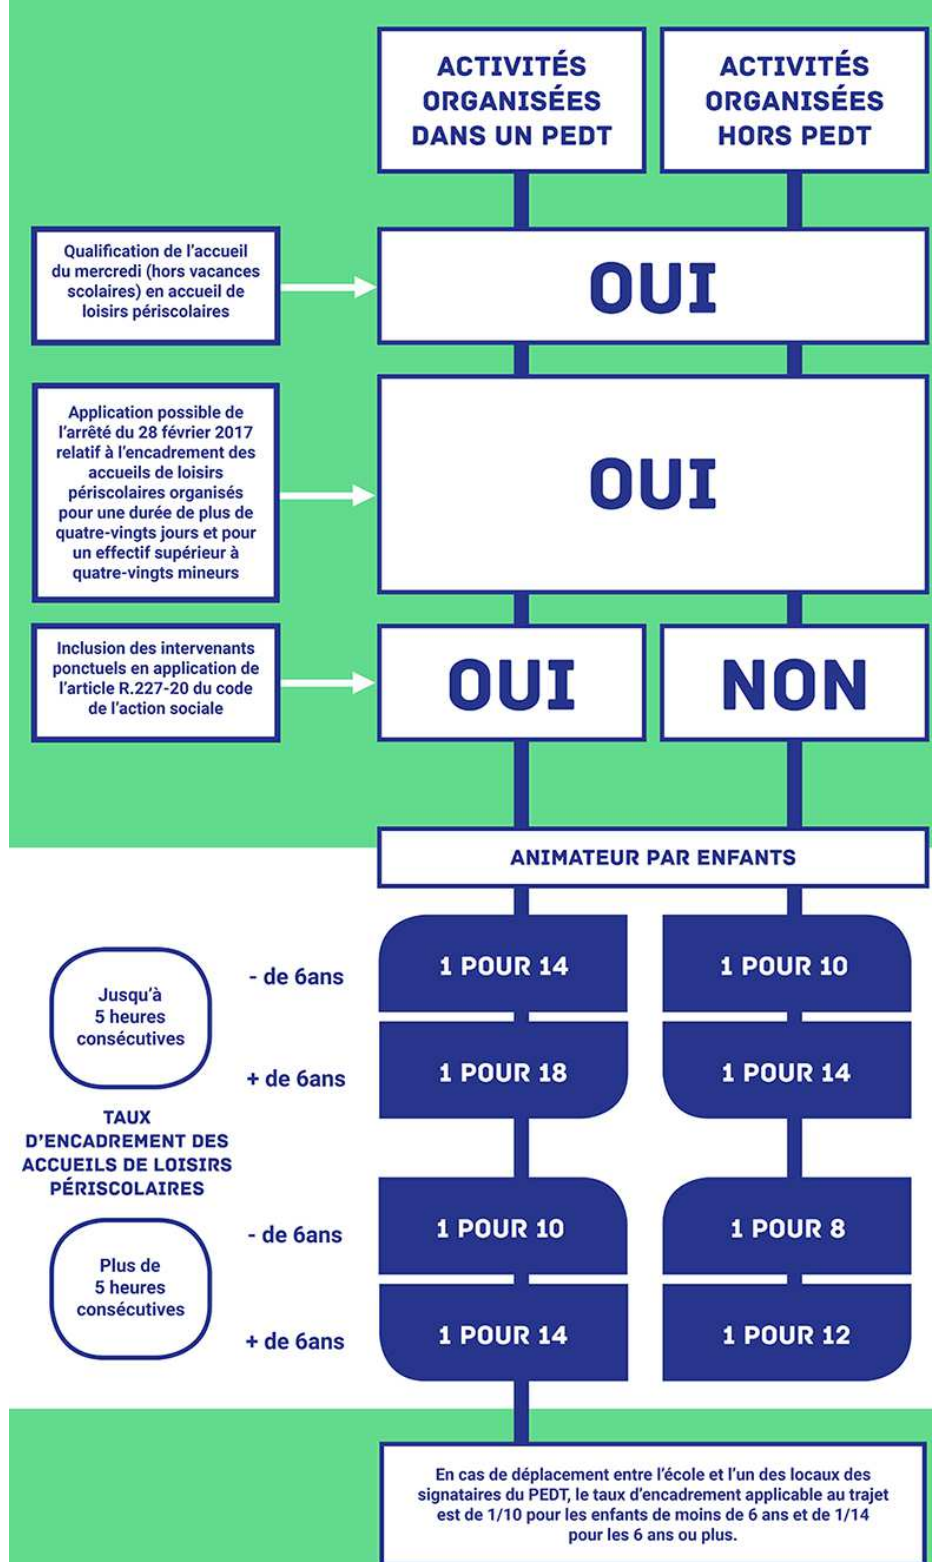 ACTIVITÉS
ORGANISÉES
DANS UN PEDT
ACTIVITÉS
ORGANISÉES
HORS PEDT
Qualification de l'accueil
du mercredi (hors vacances
scolaires) en accueil de
loisirs périscolaires
OUI
Application possible de
l'arrêté du 28 février 2017
relatif à l'encadrement des
accueils de loisirs
périscolaires organisés
pour une durée de plus de
quatre-vingts jours et pour
un effectif supérieur à
quatre-vingts mineurs
OUI
Inclusion des intervenants
ponctuels en application de
l'article R.227-20 du code
de l'action sociale
OUI
NON
ANIMATEUR PAR ENFANTS
Jusqu'à
5 heures
consécutives
- de 6ans
1 POUR 14
1 POUR 10
+ de 6ans
1 POUR 18
1 POUR 14
TAUX
D'ENCADREMENT DES
ACCUEILS DE LOISIRS
PÉRISCOLAIRES
Plus de
5 heures
consécutives
- de 6ans
1 POUR 10
1 POUR 8
+ de 6ans
1 POUR 14
1 POUR 12
En cas de déplacement entre l'école et l'un des locaux des
signataires du PEDT, le taux d'encadrement applicable au trajet
est de 1/10 pour les enfants de moins de 6 ans et de 1/14
pour les 6 ans ou plus.